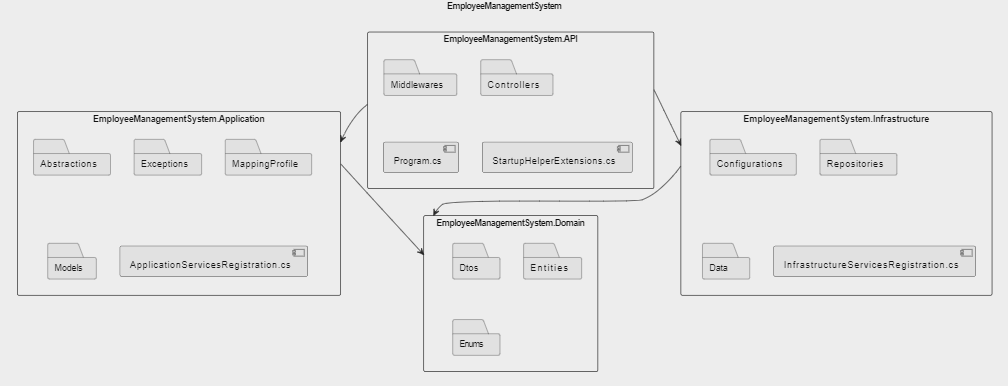 EmployeeManagementSystem
EmployeeManagementSystem.API
Middlewares
Controllers
Program.cs
StartupHelperExtensions.cs
EmployeeManagementSystem.Application
Abstractions
Exceptions
MappingProfile
Models
ApplicationServicesRegistration.cs
EmployeeManagementSystem.Infrastructure
Configurations
Repositories
Data
InfrastructureServicesRegistration.cs
EmployeeManagementSystem.Domain
Dtos
Entities
Enums